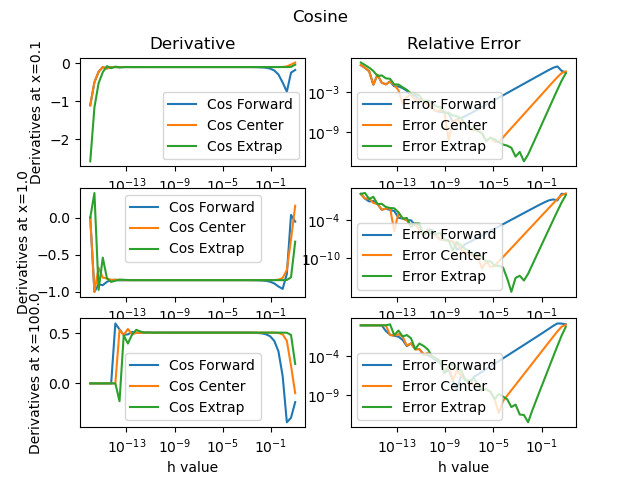 Cosine
Derivative
Relative Error
Derivatives at x=0.1
0
−1
−2
Cos Forward
Cos Center
Cos Extrap
10⁻¹³ 10⁻⁹ 10⁻⁵ 10⁻¹
10⁻³
10⁻⁹
Error Forward
Error Center
Error Extrap
10⁻¹³ 10⁻⁹ 10⁻⁵ 10⁻¹
Derivatives at x=1.0
0.0
−0.5
−1.0
Cos Forward
Cos Center
Cos Extrap
10⁻¹³ 10⁻⁹ 10⁻⁵ 10⁻¹
10⁻⁴
10⁻¹⁰
Error Forward
Error Center
Error Extrap
10⁻¹³ 10⁻⁹ 10⁻⁵ 10⁻¹
Derivatives at x=100.0
0.5
0.0
Cos Forward
Cos Center
Cos Extrap
10⁻¹³ 10⁻⁹ 10⁻⁵ 10⁻¹
h value
10⁻⁴
10⁻⁹
Error Forward
Error Center
Error Extrap
10⁻¹³ 10⁻⁹ 10⁻⁵ 10⁻¹
h value